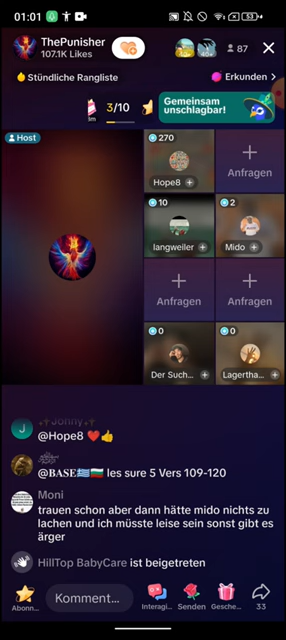 01:01
53
ThePunisher
107.1K Likes
87
Stündliche Rangliste
Erkunden >
3/10
Im
Gemeinsam
unschlagbar!
Host
270
Hope8 +
+
Anfragen
10
langweiler +
2
Mido +
+
Anfragen
+
Anfragen
0
Der Such... +
0
Lagertha... +
J
Jonny
@Hope8 ❤️👍
@BASE🇬🇷🇧🇬 les sure 5 Vers 109-120
Moni
trauen schon aber dann hätte mido nichts zu
lachen und ich müsste leise sein sonst gibt es
ärger
HillTop BabyCare ist beigetreten
Abonn...
Komment...
Interagi...
Senden
Gesche...
33